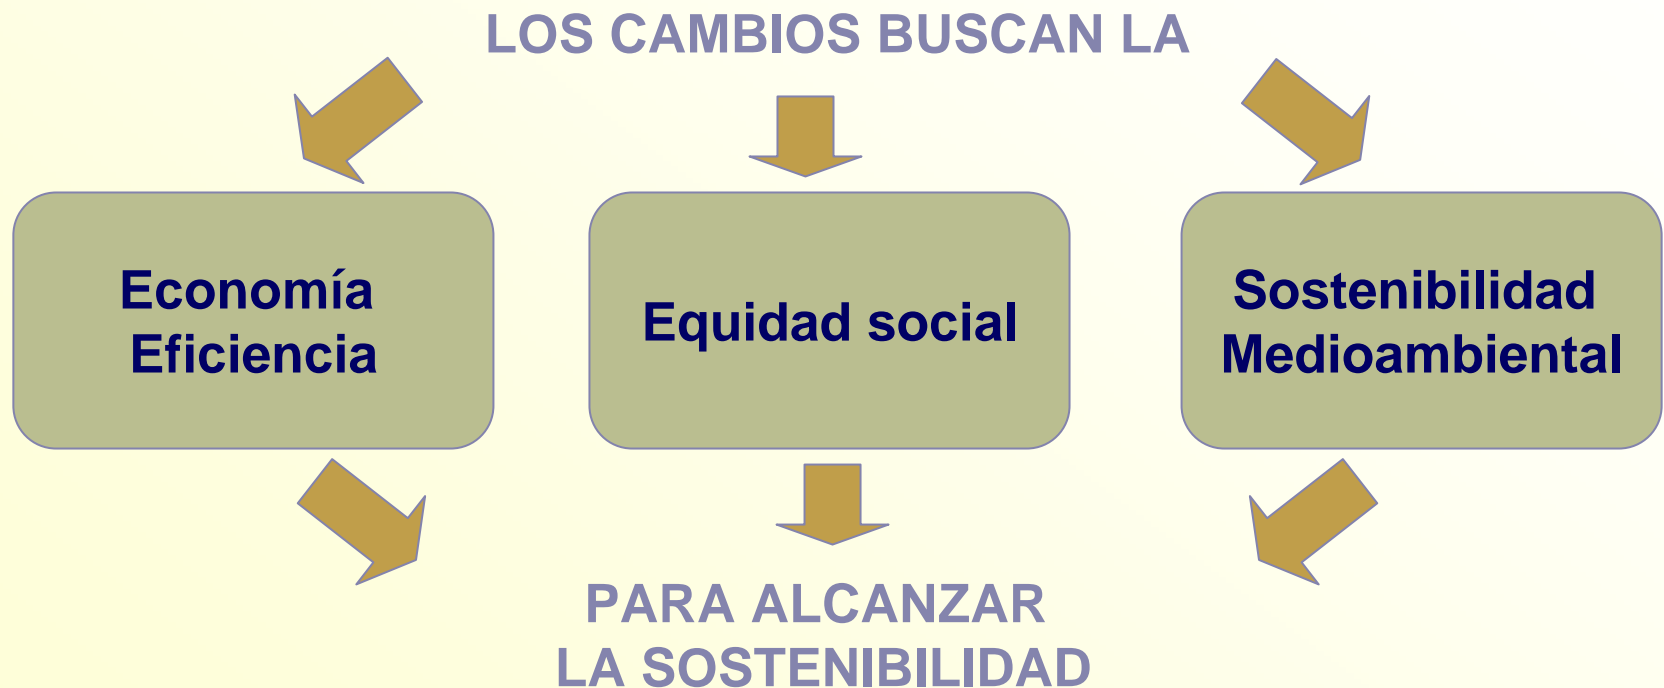 LOS CAMBIOS BUSCAN LA
Economía
Eficiencia
Equidad social
Sostenibilidad
Medioambiental
PARA ALCANZAR
LA SOSTENIBILIDAD